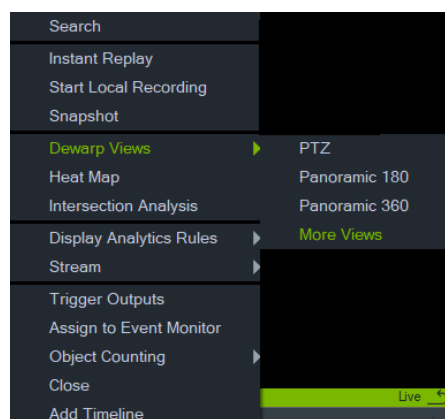 Search
Instant Replay
Start Local Recording
Snapshot
Dewarp Views
PTZ
Heat Map
Panoramic 180
Intersection Analysis
Panoramic 360
Display Analytics Rules
More Views
Stream
Trigger Outputs
Assign to Event Monitor
Object Counting
Close
Live
Add Timeline